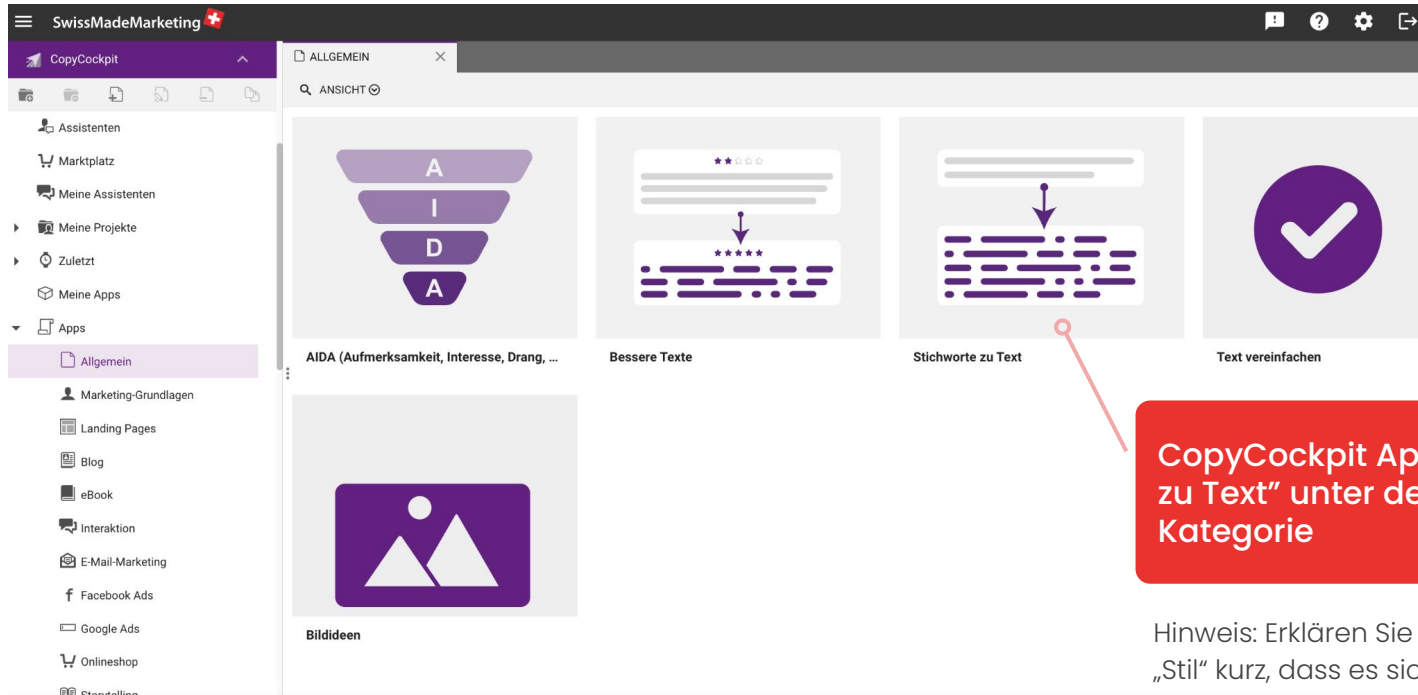 SwissMadeMarketing
CopyCockpit
Assistenten
Marktplatz
Meine Assistenten
Meine Projekte
Zuletzt
Meine Apps
Apps
Allgemein
Marketing-Grundlagen
Landing Pages
Blog
eBook
Interaktion
E-Mail-Marketing
Facebook Ads
Google Ads
Onlineshop
ALLGEMEIN
ANSICHT
A
I
D
A
AIDA (Aufmerksamkeit, Interesse, Drang, ...
Bessere Texte
Stichworte zu Text
Text vereinfachen
Bildideen
CopyCockpit Ap
zu Text” unter de
Kategorie
Hinweis: Erklären Sie
„Stil“ kurz, dass es sic